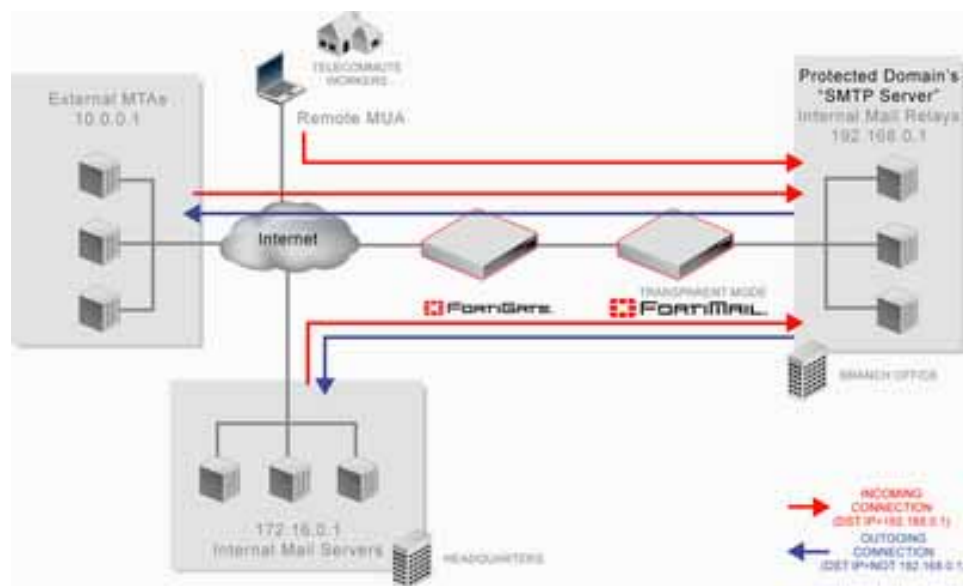 TELECOMMUTE
WORKERS
External MTAs
10.0.0.1
Remote MUA
Protected Domain's
"SMTP Server"
Internal Mail Relays
192.168.0.1
Internet
FORTIGATE.
TRANSPARENT MODE
FORTIMAIL.
BRANCH OFFICE
172.16.0.1
Internal Mail Servers
HEADQUARTERS
INCOMING
CONNECTION
(DST IP=192.168.0.1)
OUTGOING
CONNECTION
(DST IP=NOT 192.168.0.1